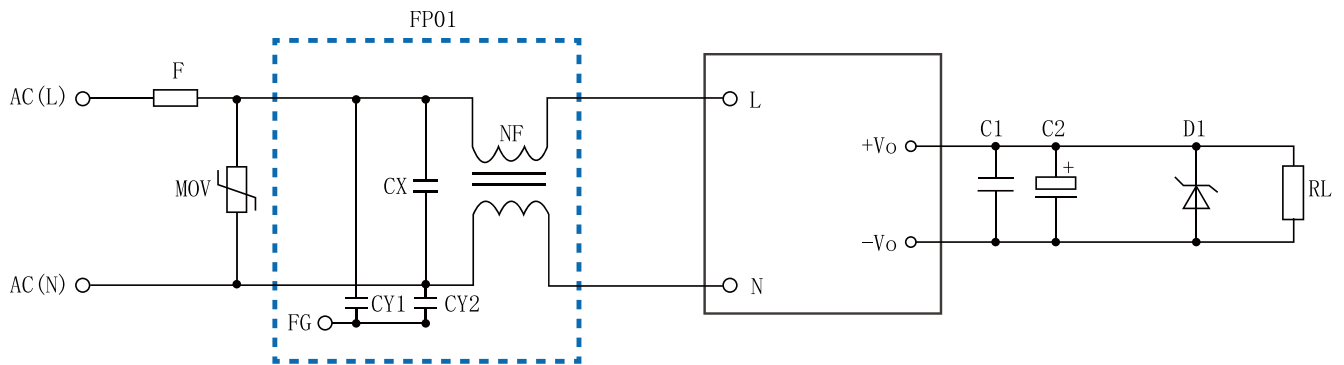 FP01
F
AC(L)
L
NF
C1
C2
D1
+Vo
+
MOV
CX
RL
-Vo
AC(N)
N
CY1
CY2
FG